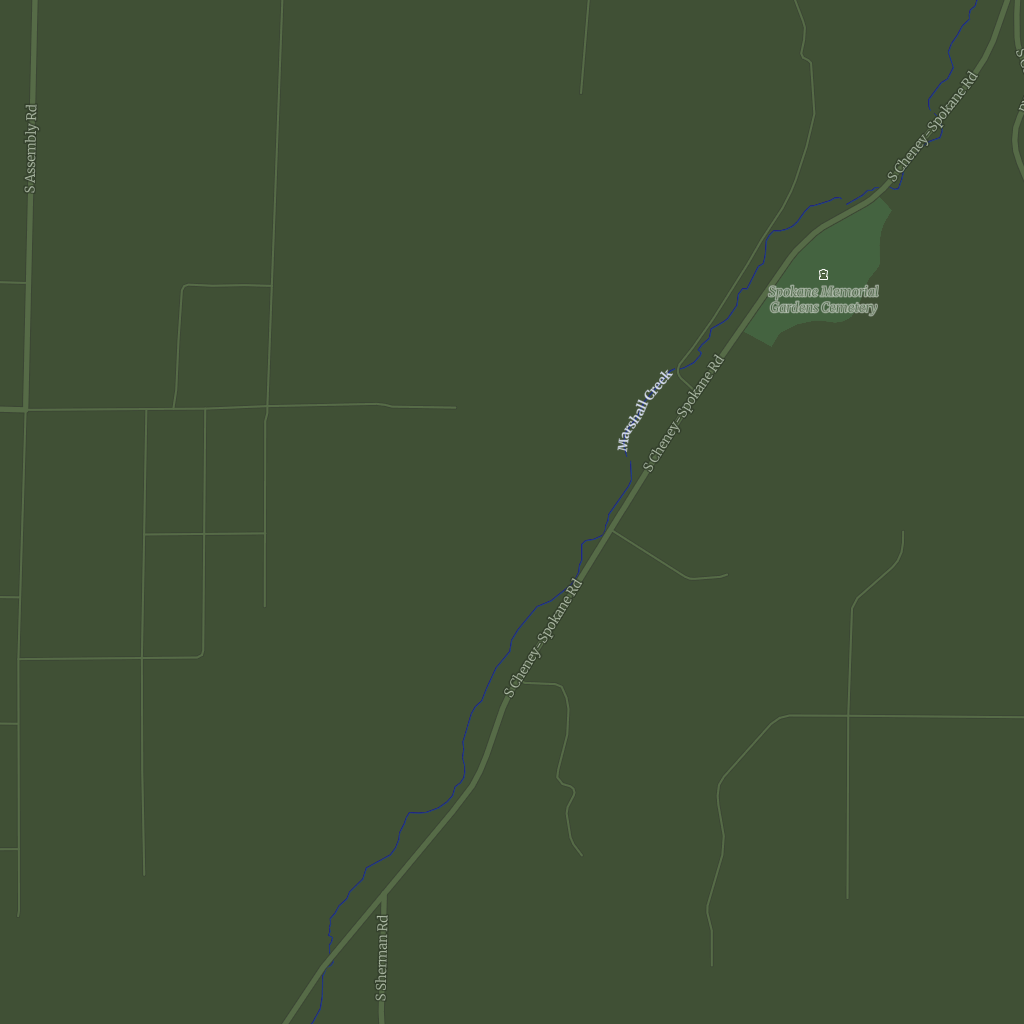 S Assembly Rd
S Cheney-Spokane Rd
Spokane Memorial
Gardens Cemetery
Marshall Creek
S Cheney-Spokane Rd
S Cheney-Spokane Rd
S Sherman Rd